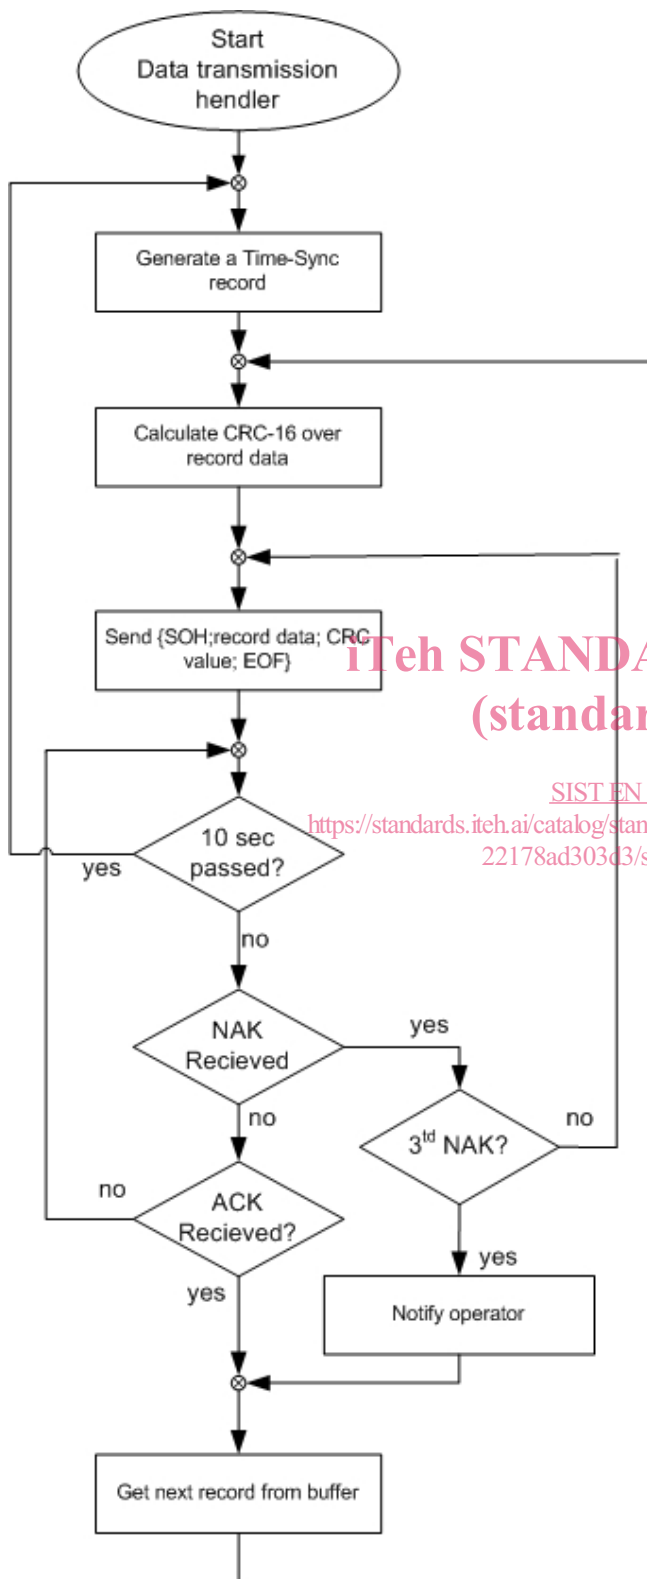 Start
Data transmission
hendler
Generate a Time-Sync
record
Calculate CRC-16 over
record data
Send {SOH;record data; CRC
value; EOF}
iTeh STANDA
(standar
SIST EN
https://standards.iteh.ai/catalog/stan
22178ad303d3/s
10 sec
passed?
yes
no
NAK
Recieved
yes
no
3td NAK?
no
ACK
Recieved?
no
yes
yes
Notify operator
Get next record from buffer